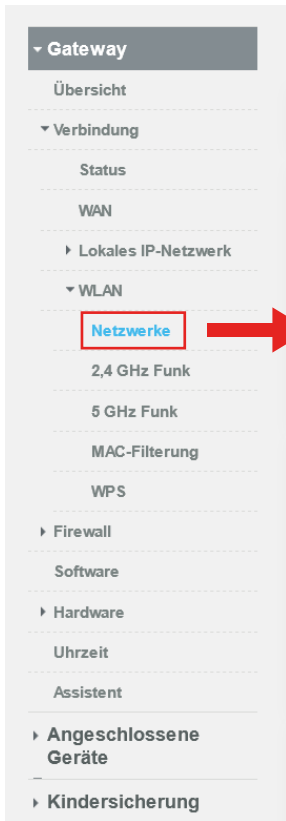 Gateway
Übersicht
Verbindung
Status
WAN
Lokales IP-Netzwerk
WLAN
Netzwerke
2,4 GHz Funk
5 GHz Funk
MAC-Filterung
WPS
Firewall
Software
Hardware
Uhrzeit
Assistent
Angeschlossene
Geräte
Kindersicherung